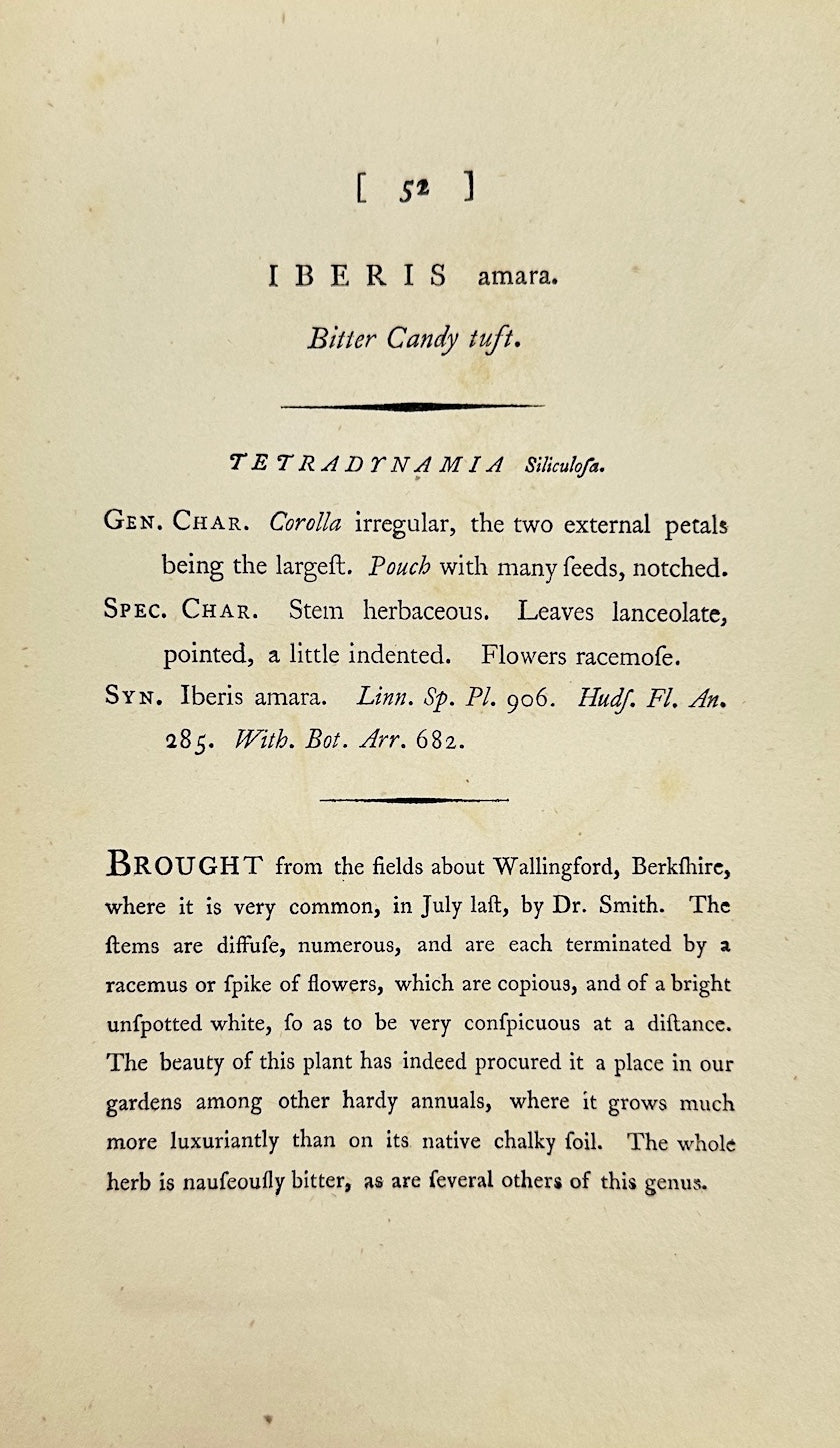 [ 52 ]
IBERIS amara.
Bitter Candy tuft.
TETRADYNAMIA Siliculoſa.
GEN. CHAR. Corolla irregular, the two external petals
being the largeſt. Pouch with many ſeeds, notched.
SPEC. CHAR. Stem herbaceous. Leaves lanceolate,
pointed, a little indented. Flowers racemoſe.
SYN. Iberis amara. Linn. Sp. Pl. 906. Hudſ. Fl. An.
285. With. Bot. Arr. 682.
BROUGHT from the fields about Wallingford, Berkſhire,
where it is very common, in July laſt, by Dr. Smith. The
ſtems are diffuſe, numerous, and are each terminated by a
racemus or ſpike of flowers, which are copious, and of a bright
unſpotted white, ſo as to be very conſpicuous at a diſtance.
The beauty of this plant has indeed procured it a place in our
gardens among other hardy annuals, where it grows much
more luxuriantly than on its native chalky ſoil. The whole
herb is nauſeouſly bitter, as are ſeveral others of this genus.